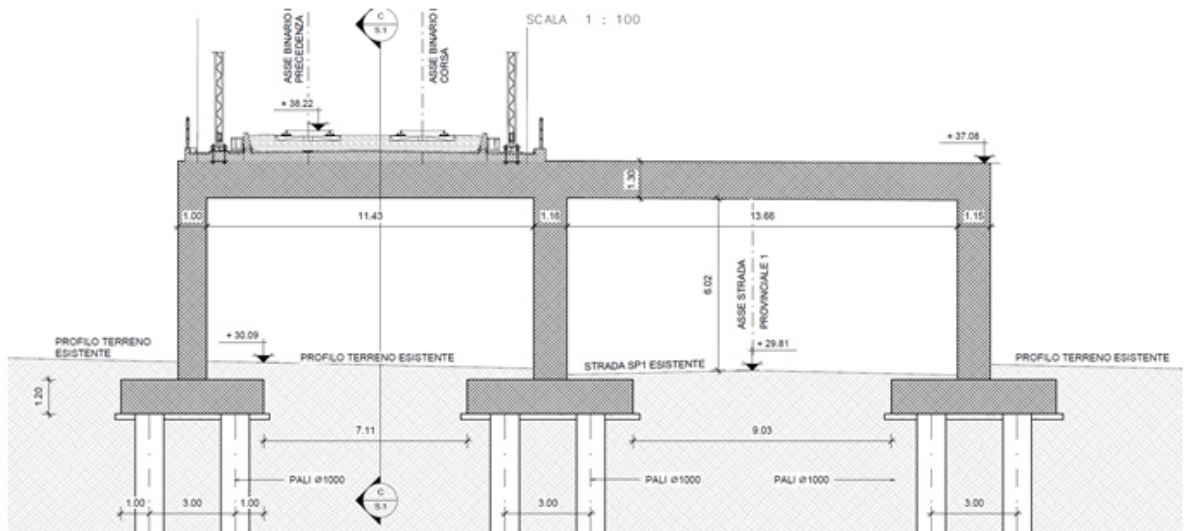 SCALA 1 : 100
C
S.1
ASSE BINARIO I
PRECEDENZA
ASSE BINARIO I
CORSA
+ 38.22
+ 37.08
1.30
1.00
11.43
1.16
13.66
1.15
6.02
ASSE STRADA
PROVINCIALE 1
PROFILO TERRENO
ESISTENTE
+ 30.09
PROFILO TERRENO ESISTENTE
+ 29.81
STRADA SP1 ESISTENTE
PROFILO TERRENO ESISTENTE
1.20
7.11
9.03
PALI Ø1000
PALI Ø1000
PALI Ø1000
C
S.1
1.00
3.00
1.00
3.00
3.00